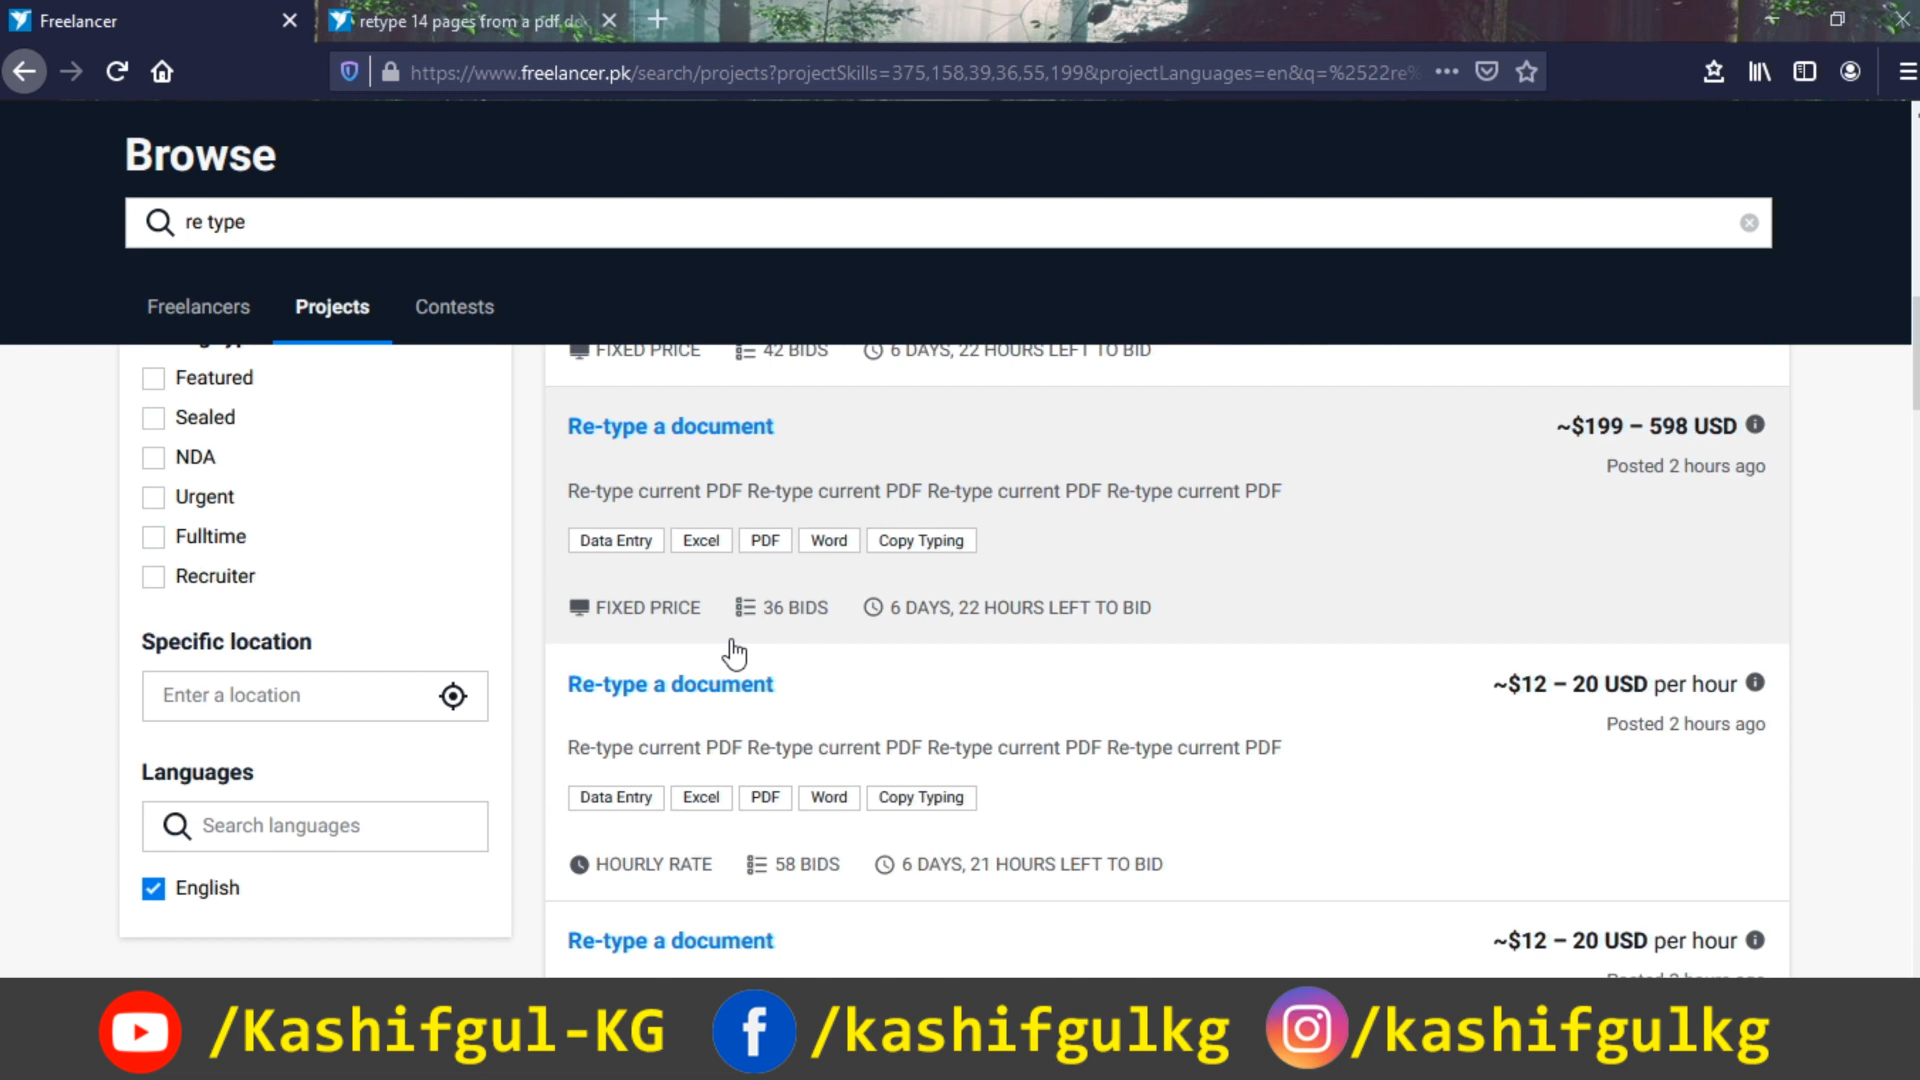 Freelancer
retype 14 pages from a pdf.do
https://www.freelancer.pk/search/projects?projectSkills=375,158,39,36,55,199&projectLanguages=en&q=%2522re%
Browse
re type
Freelancers Projects Contests
FIXED PRICE 42 BIDS 6 DAYS, 22 HOURS LEFT TO BID
Featured
Sealed
NDA
Urgent
Fulltime
Recruiter
Specific location
Enter a location
Languages
Search languages
English
Re-type a document
~$199 – 598 USD
Posted 2 hours ago
Re-type current PDF Re-type current PDF Re-type current PDF Re-type current PDF
Data Entry Excel PDF Word Copy Typing
FIXED PRICE 36 BIDS 6 DAYS, 22 HOURS LEFT TO BID
Re-type a document
~$12 – 20 USD per hour
Posted 2 hours ago
Re-type current PDF Re-type current PDF Re-type current PDF Re-type current PDF
Data Entry Excel PDF Word Copy Typing
HOURLY RATE 58 BIDS 6 DAYS, 21 HOURS LEFT TO BID
Re-type a document
~$12 – 20 USD per hour
/Kashifgul-KG /kashifgulkg /kashifgulkg